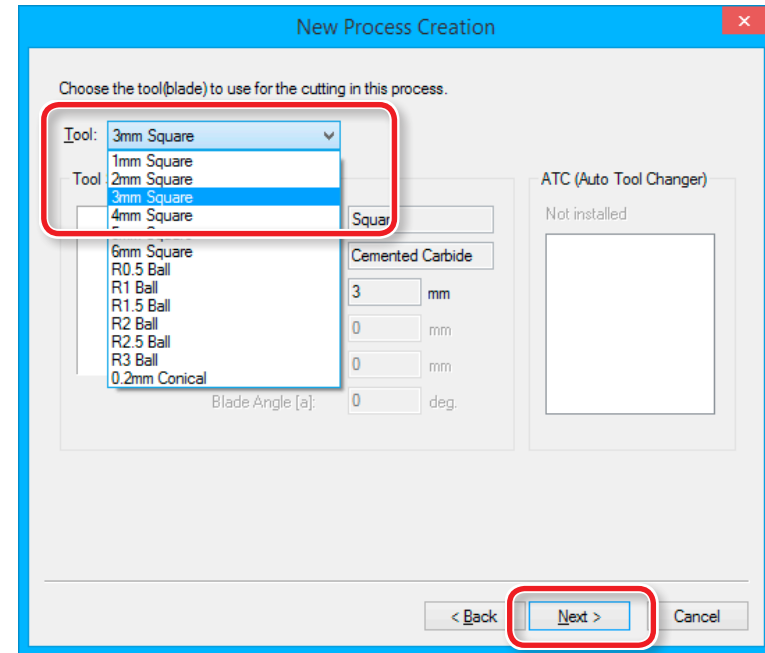 New Process Creation
Choose the tool(blade) to use for the cutting in this process.
Tool: 3mm Square
1mm Square
Tool 2mm Square
ATC (Auto Tool Changer)
3mm Square
4mm Square
Not installed
6mm Square
Cemented Carbide
R0.5 Ball
R1 Ball
3 mm
R1.5 Ball
R2 Ball
0 mm
R2.5 Ball
R3 Ball
0 mm
0.2mm Conical
Blade Angle [a]: 0 deg.
< Back
Next >
Cancel